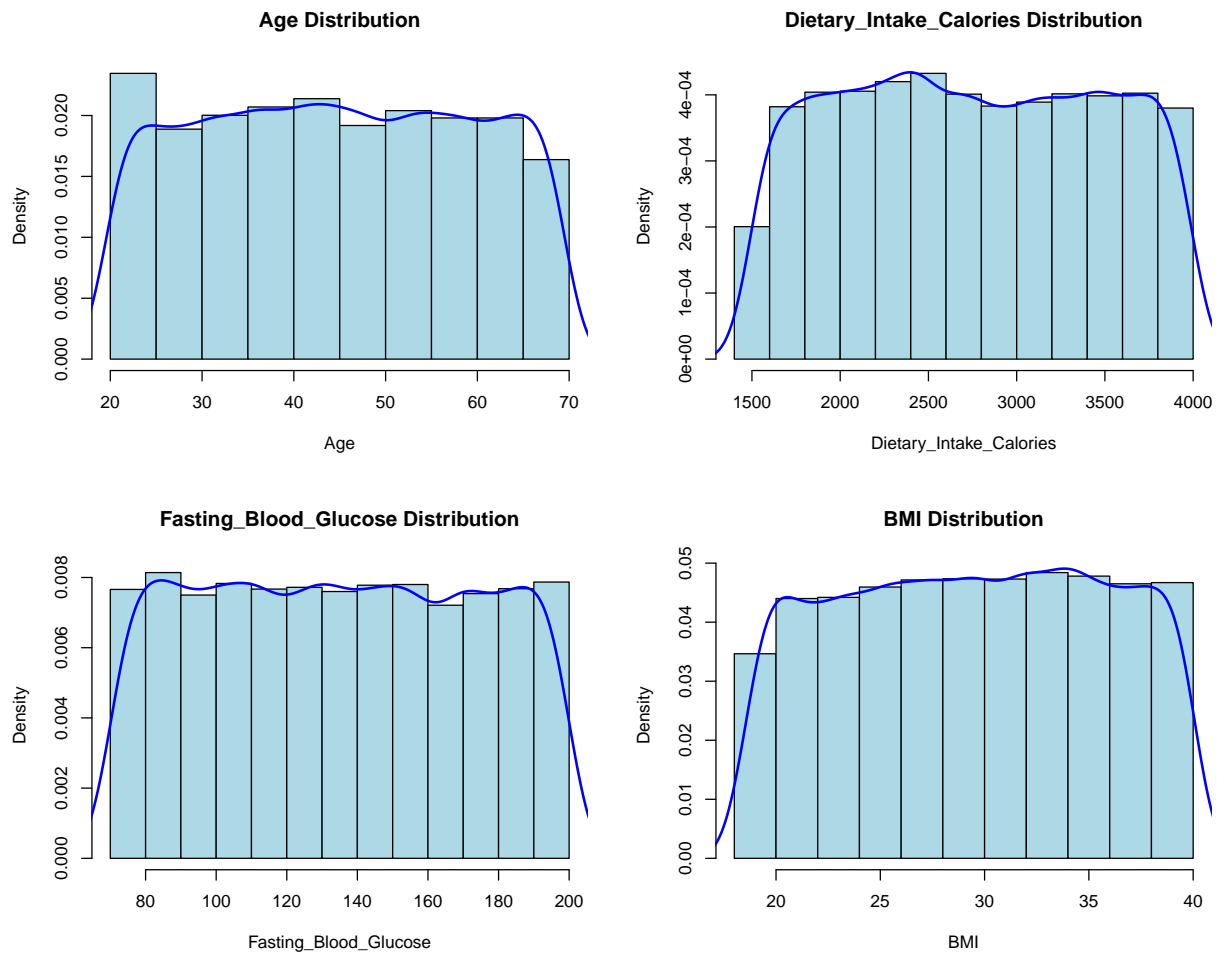 Age Distribution
Density
0.000
0.005
0.010
0.015
0.020
20 30 40 50 60 70
Age
Dietary_Intake_Calories Distribution
Density
0e+00
1e−04
2e−04
3e−04
4e−04
1500 2000 2500 3000 3500 4000
Dietary_Intake_Calories
Fasting_Blood_Glucose Distribution
Density
0.000
0.002
0.004
0.006
0.008
80 100 120 140 160 180 200
Fasting_Blood_Glucose
BMI Distribution
Density
0.00
0.01
0.02
0.03
0.04
0.05
20 25 30 35 40
BMI